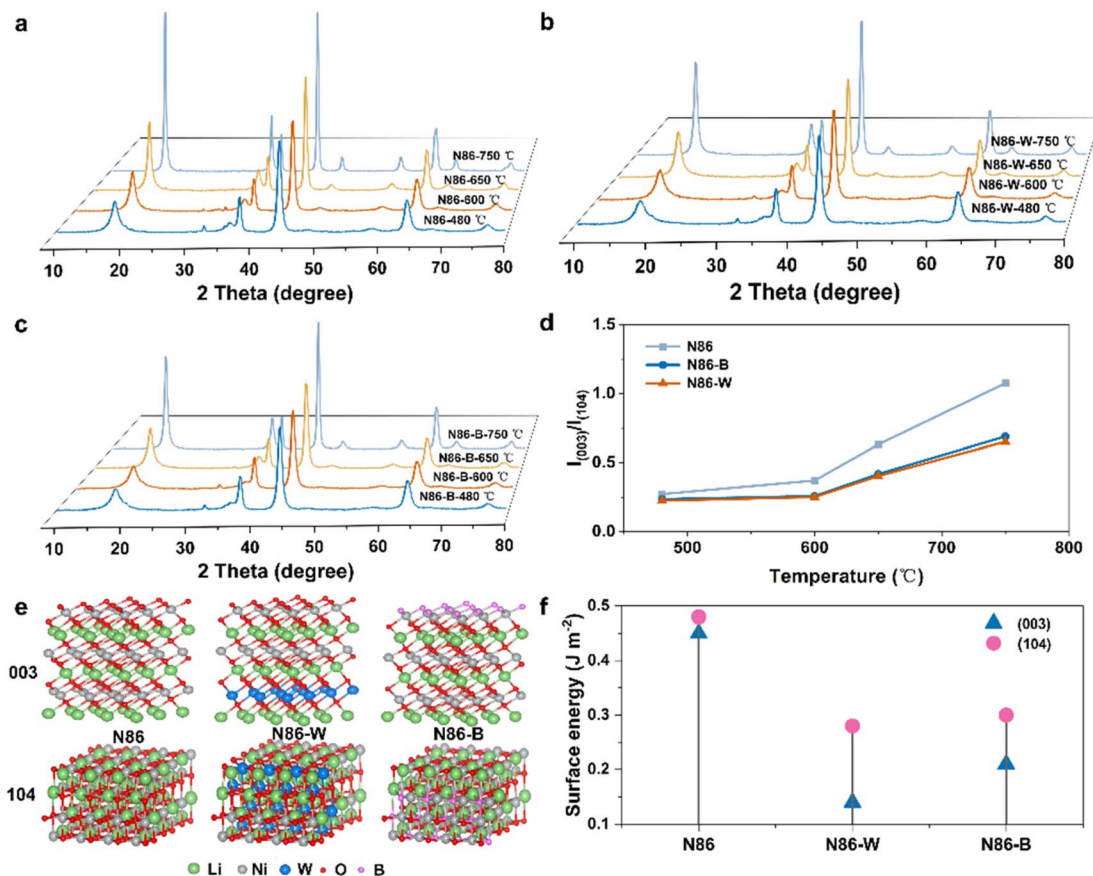 a
N86-750 ℃
N86-650 ℃
N86-600 ℃
N86-480 ℃
10 20 30 40 50 60 70 80
2 Theta (degree)
b
N86-W-750 ℃
N86-W-650 ℃
N86-W-600 ℃
N86-W-480 ℃
10 20 30 40 50 60 70 80
2 Theta (degree)
c
N86-B-750 ℃
N86-B-650 ℃
N86-B-600 ℃
N86-B-480 ℃
10 20 30 40 50 60 70 80
2 Theta (degree)
d
I(003)/I(104)
1.5
1.0
0.5
0.0
N86
N86-B
N86-W
500 600 700 800
Temperature (℃)
e
003
N86 N86-W N86-B
104
Li Ni W O B
f
Surface energy (J m-2)
0.5
0.4
0.3
0.2
0.1
(003)
(104)
N86 N86-W N86-B